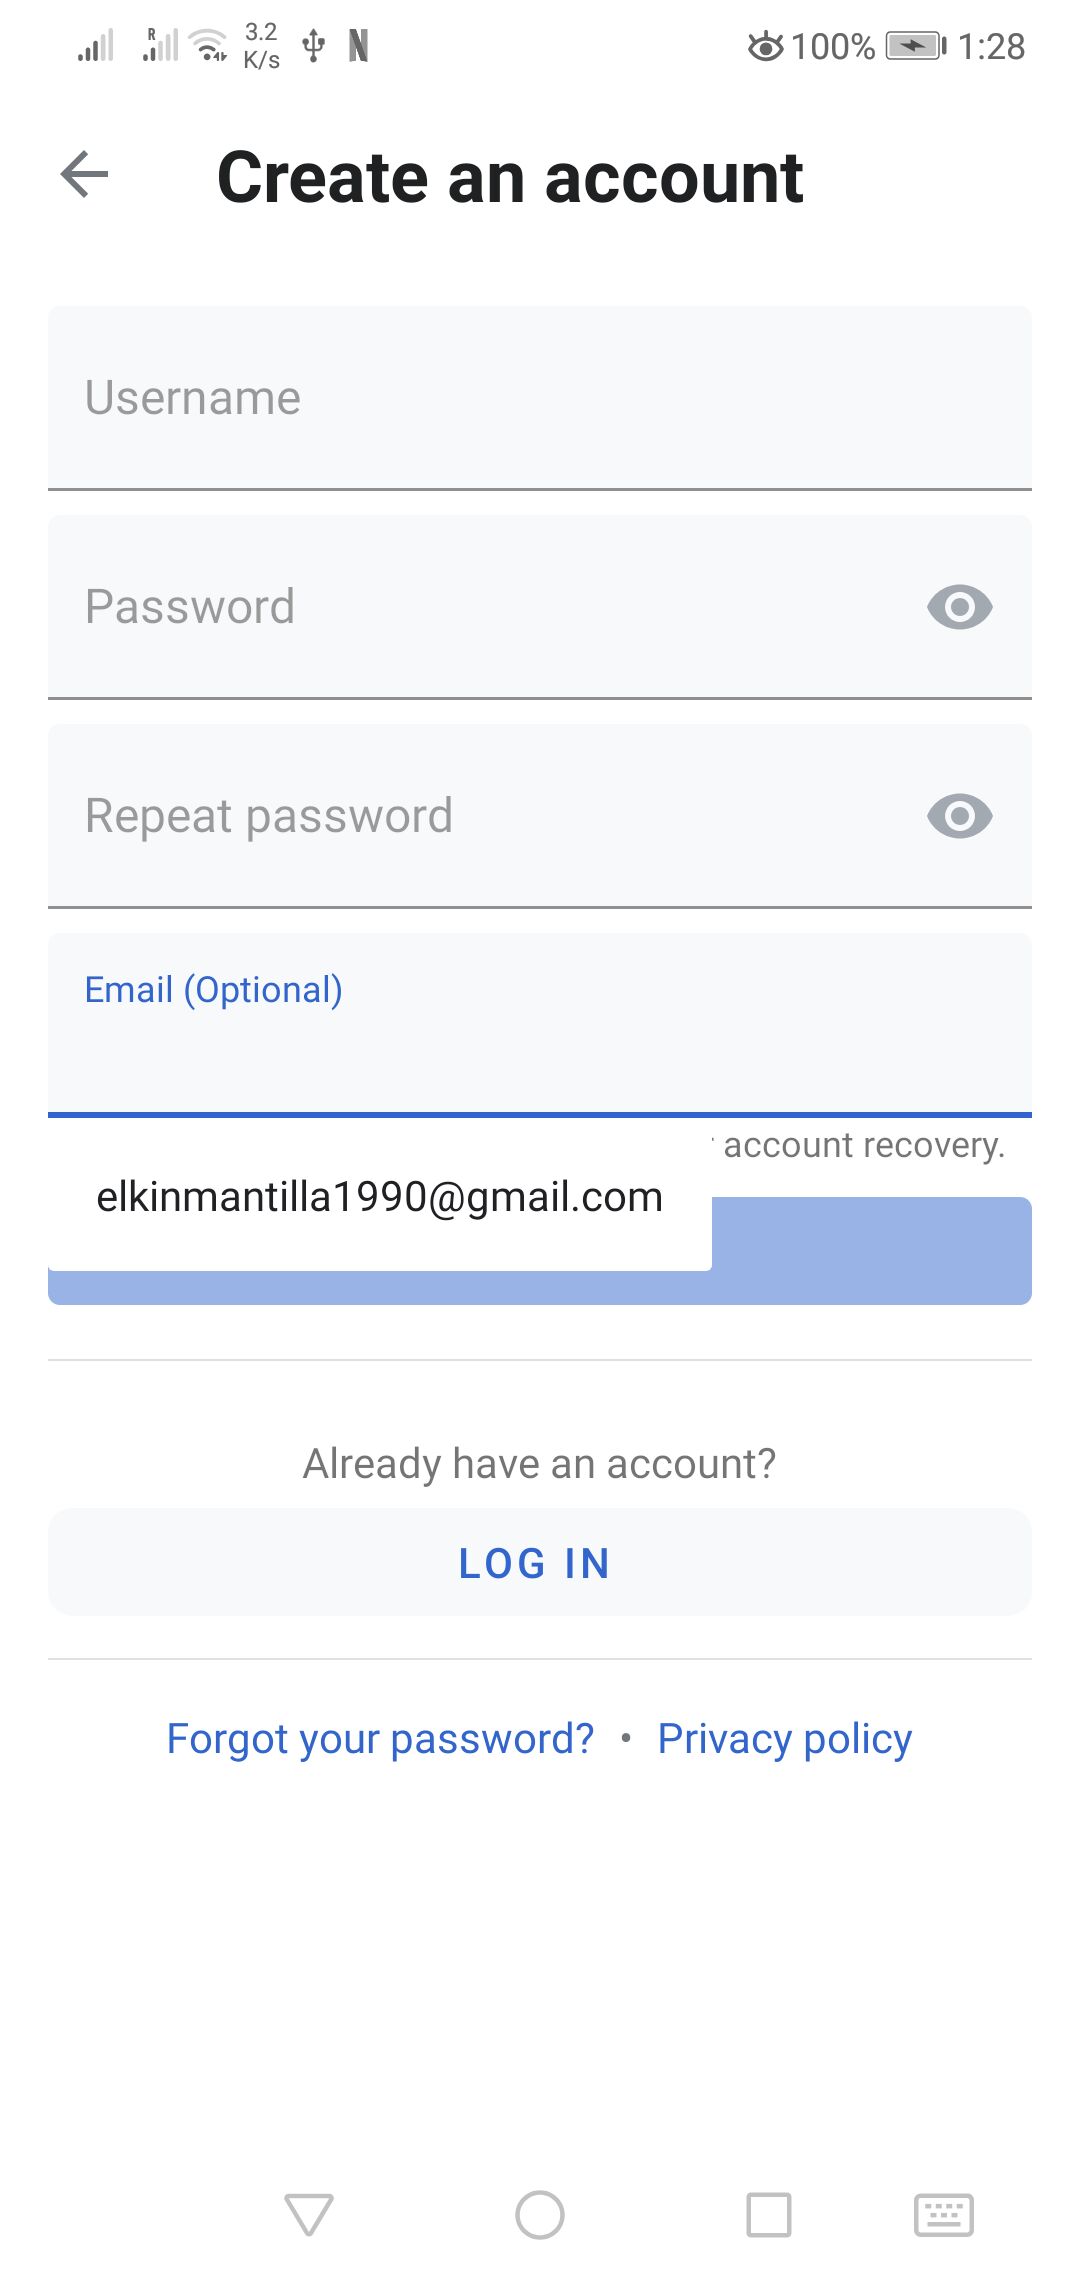 R
3.2
K/s
100%
1:28
Create an account
Username
Password
Repeat password
Email (Optional)
account recovery.
elkinmantilla1990@gmail.com
Already have an account?
LOG IN
Forgot your password? • Privacy policy